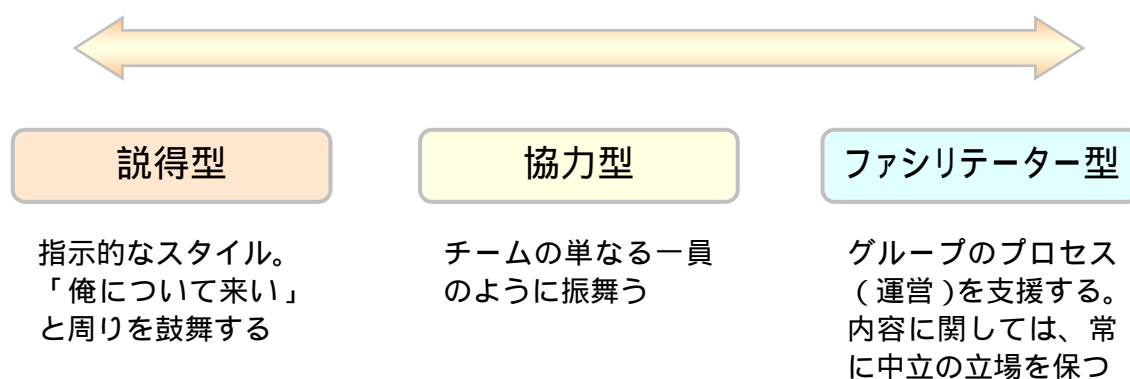 説得型
協力型
ファシリテーター型
指示的なスタイル。
「俺について来い」
と周りを鼓舞する
チームの単なる一員
のように振舞う
グループのプロセス
(運営)を支援する。
内容に関しては、常
に中立の立場を保つ